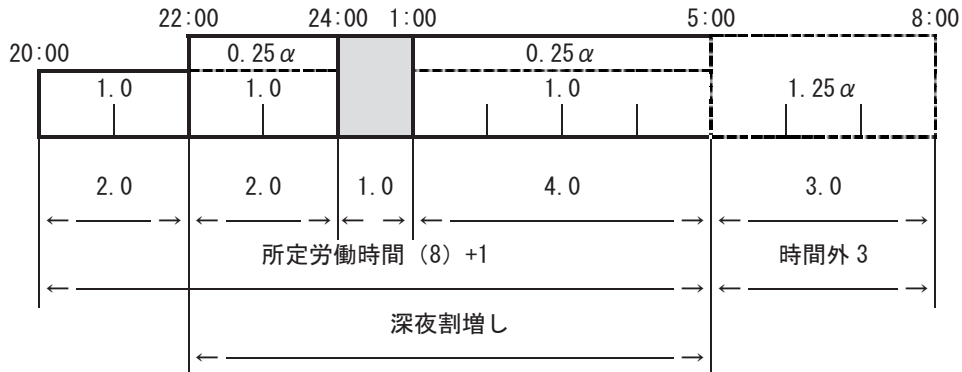 22:00 24:00 1:00 5:00 8:00
20:00
0.25α 0.25α
1.0 1.0 1.0 1.25α
2.0 2.0 1.0 4.0 3.0
← → ← → ← → ← → ← →
所定労働時間（8）+1 時間外 3
← → ← →
深夜割増し
← →